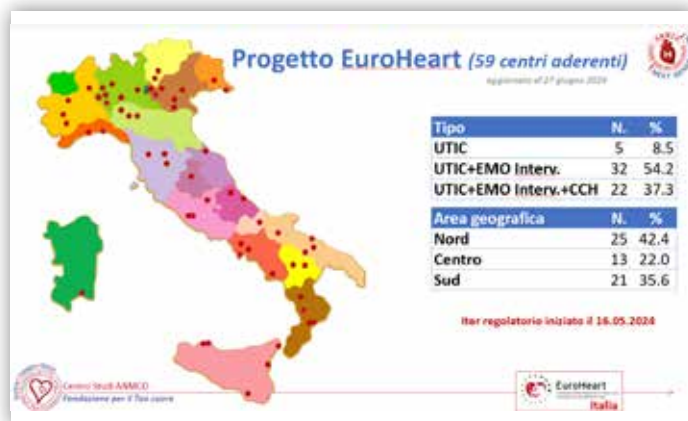 Progetto EuroHeart (59 centri aderenti)
aggiornato al 27 giugno 2024
Tipo N. %
UTIC 5 8.5
UTIC+EMO Interv. 32 54.2
UTIC+EMO Interv.+CCH 22 37.3
Area geografica N. %
Nord 25 42.4
Centro 13 22.0
Sud 21 35.6
Iter regolatorio iniziato il 16.05.2024
Centro Studi ANMCO
Fondazione per il Tuo cuore
EuroHeart
Italia